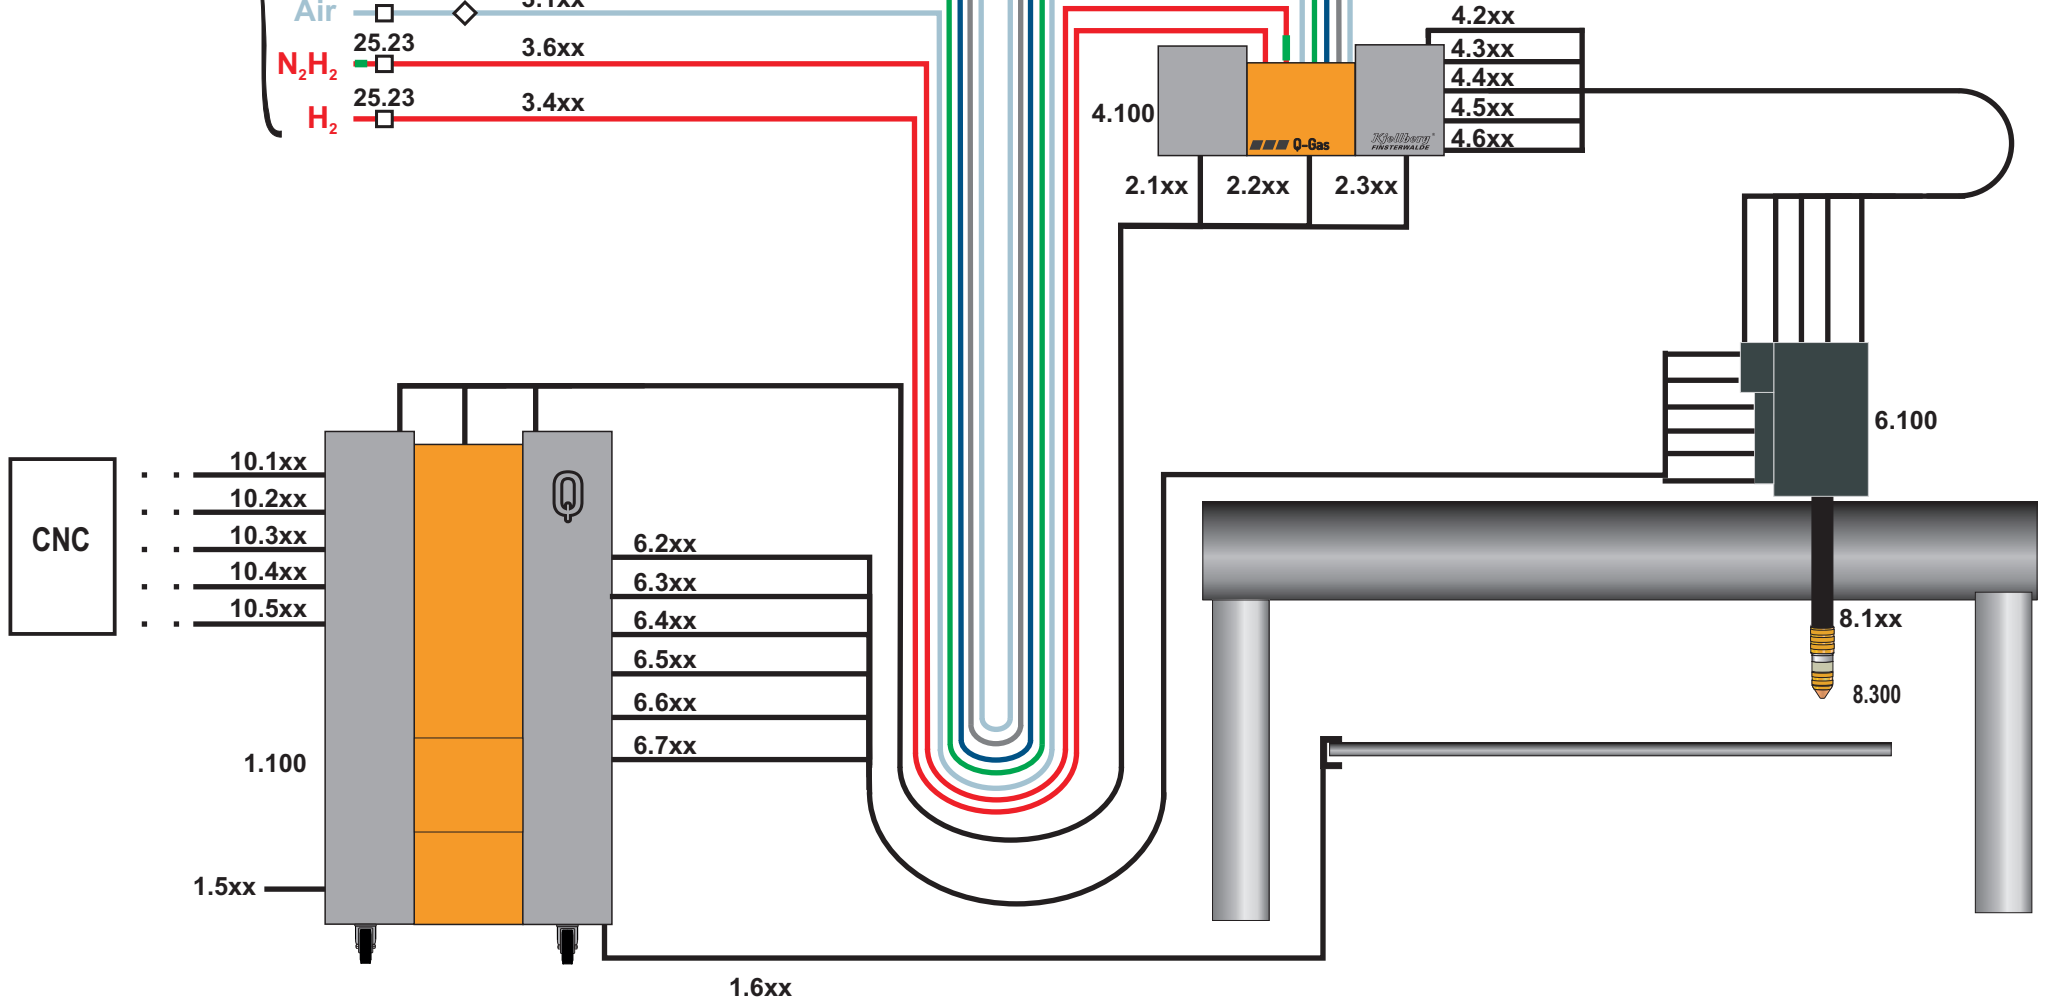 Air
25.23
3.6xx
N₂H₂
25.23
3.4xx
H₂
4.2xx
4.3xx
4.4xx
4.5xx
4.6xx
4.100
Q-Gas
Kjellberg®
FINSTERWALDE
2.1xx
2.2xx
2.3xx
6.100
CNC
10.1xx
10.2xx
10.3xx
10.4xx
10.5xx
Q
6.2xx
6.3xx
6.4xx
6.5xx
6.6xx
6.7xx
8.1xx
8.300
1.100
1.5xx
1.6xx